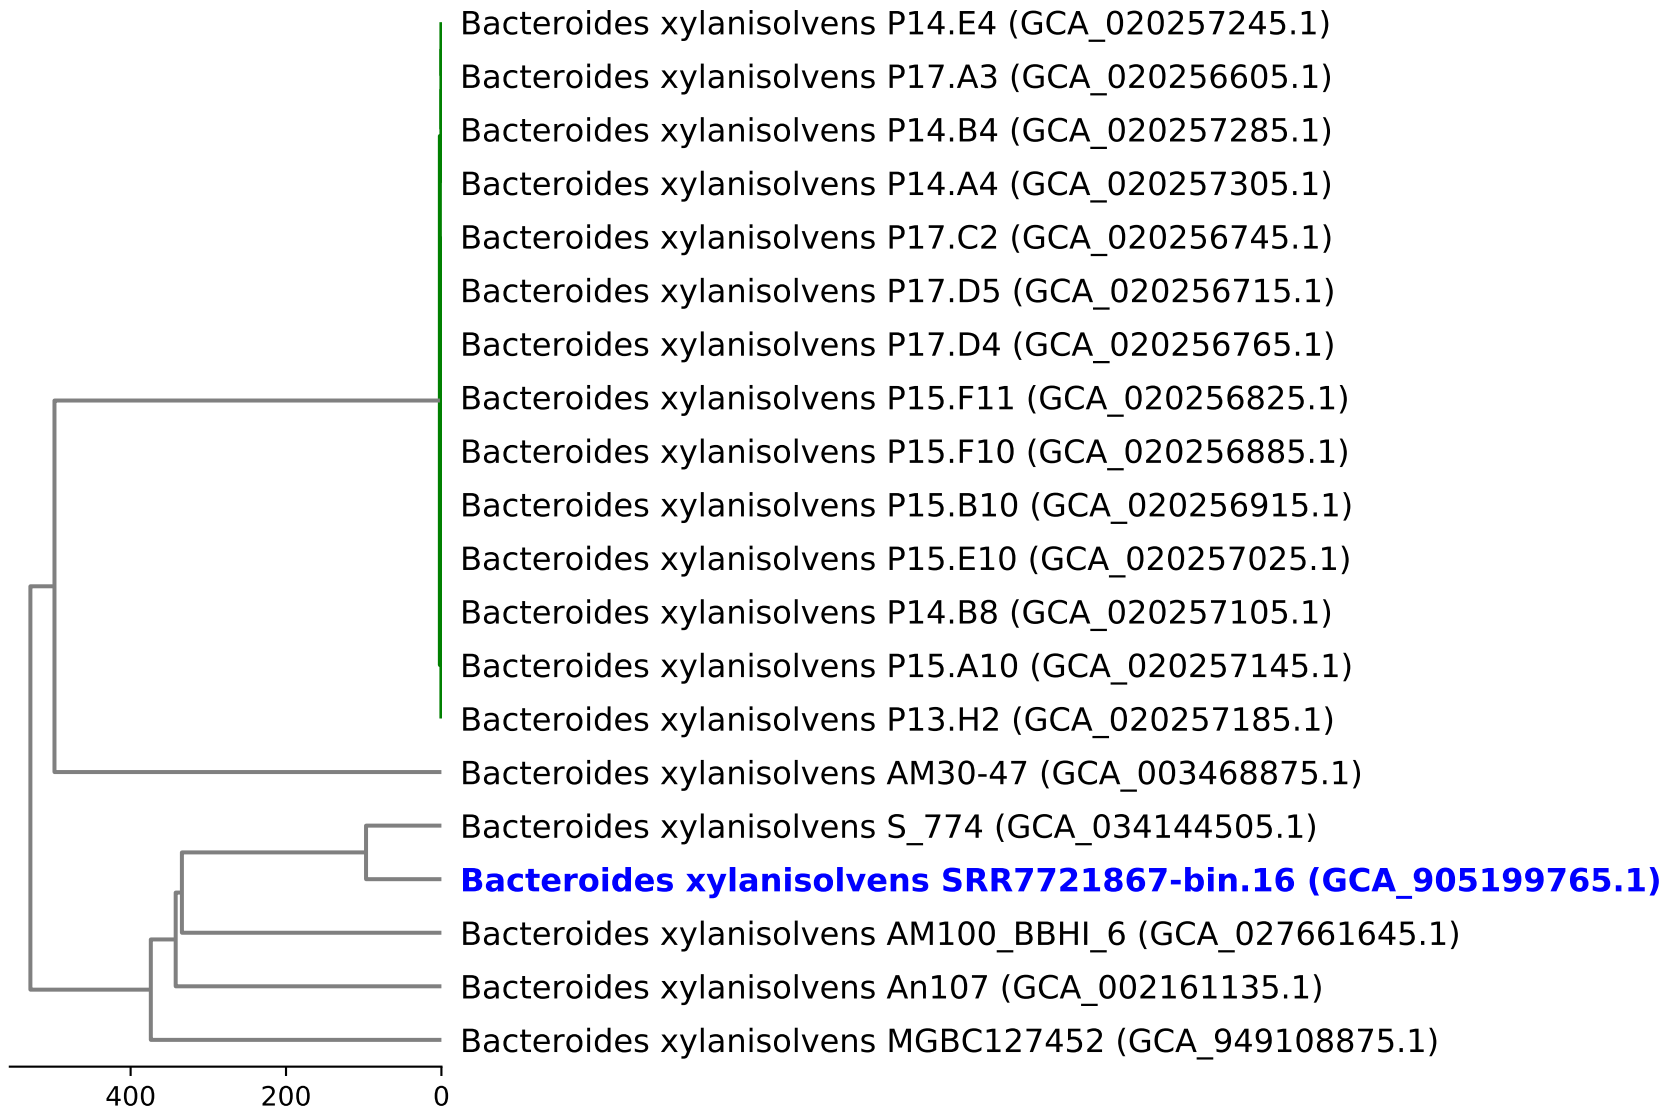 Bacteroides xylanisolvens P14.E4 (GCA_020257245.1)
Bacteroides xylanisolvens P17.A3 (GCA_020256605.1)
Bacteroides xylanisolvens P14.B4 (GCA_020257285.1)
Bacteroides xylanisolvens P14.A4 (GCA_020257305.1)
Bacteroides xylanisolvens P17.C2 (GCA_020256745.1)
Bacteroides xylanisolvens P17.D5 (GCA_020256715.1)
Bacteroides xylanisolvens P17.D4 (GCA_020256765.1)
Bacteroides xylanisolvens P15.F11 (GCA_020256825.1)
Bacteroides xylanisolvens P15.F10 (GCA_020256885.1)
Bacteroides xylanisolvens P15.B10 (GCA_020256915.1)
Bacteroides xylanisolvens P15.E10 (GCA_020257025.1)
Bacteroides xylanisolvens P14.B8 (GCA_020257105.1)
Bacteroides xylanisolvens P15.A10 (GCA_020257145.1)
Bacteroides xylanisolvens P13.H2 (GCA_020257185.1)
Bacteroides xylanisolvens AM30-47 (GCA_003468875.1)
Bacteroides xylanisolvens S_774 (GCA_034144505.1)
Bacteroides xylanisolvens SRR7721867-bin.16 (GCA_905199765.1)
Bacteroides xylanisolvens AM100_BBHI_6 (GCA_027661645.1)
Bacteroides xylanisolvens An107 (GCA_002161135.1)
Bacteroides xylanisolvens MGBC127452 (GCA_949108875.1)
400 200 0